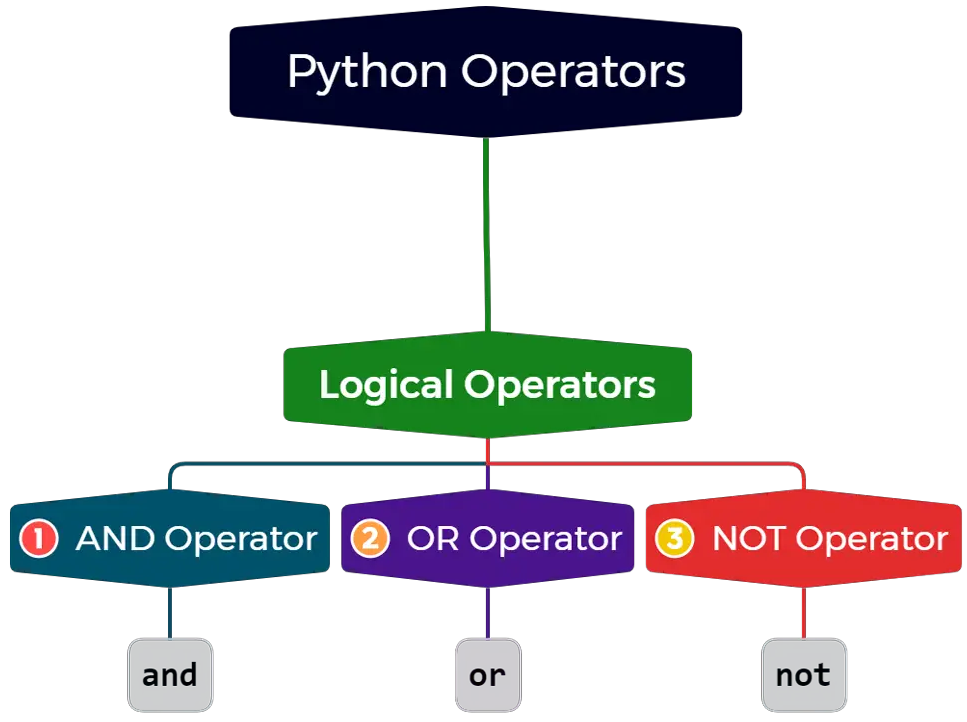 Python Operators
Logical Operators
1 AND Operator
2 OR Operator
3 NOT Operator
and
or
not